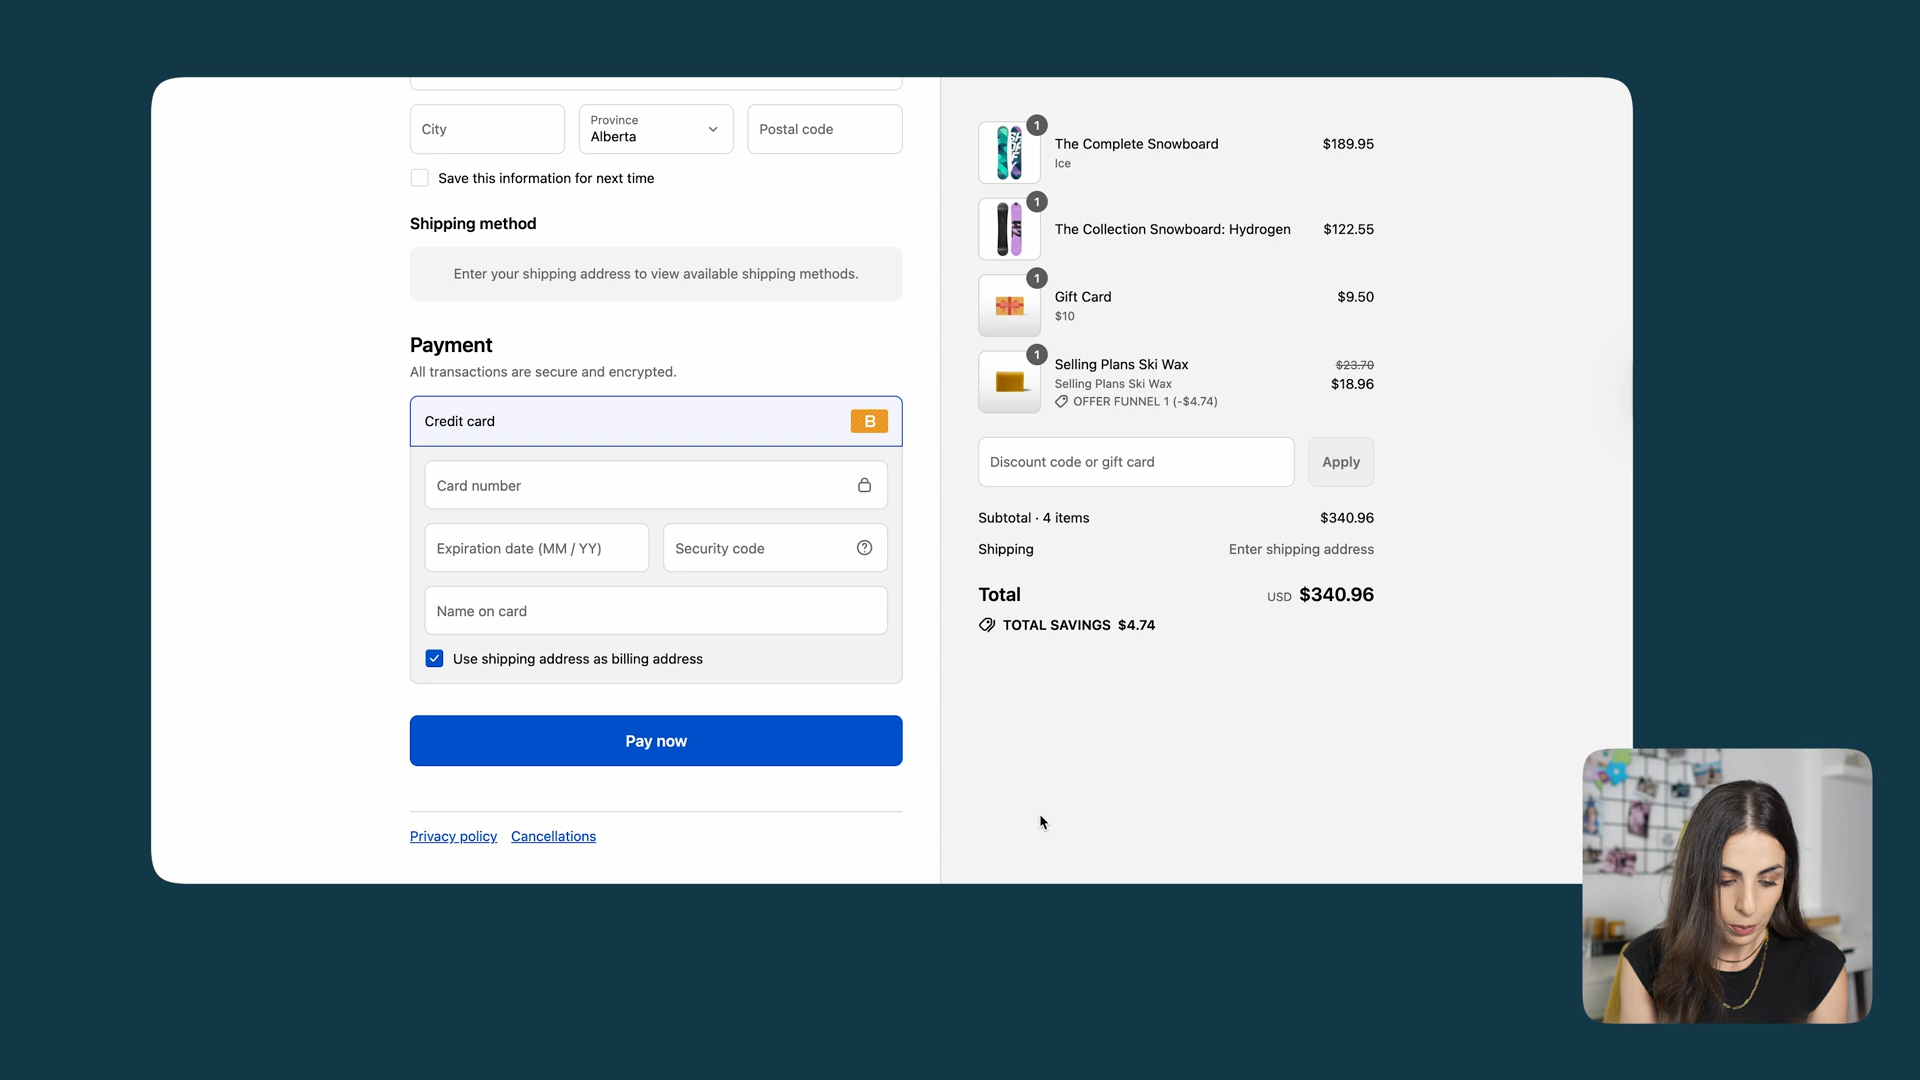 City
Province
Alberta
Postal code
Save this information for next time
Shipping method
Enter your shipping address to view available shipping methods.
Payment
All transactions are secure and encrypted.
Credit card
B
Card number
Expiration date (MM / YY)
Security code
Name on card
Use shipping address as billing address
Pay now
Privacy policy
Cancellations
1
The Complete Snowboard
$189.95
Ice
1
The Collection Snowboard: Hydrogen
$122.55
1
Gift Card
$9.50
$10
1
Selling Plans Ski Wax
$23.70
Selling Plans Ski Wax
$18.96
OFFER FUNNEL 1 (-$4.74)
Discount code or gift card
Apply
Subtotal · 4 items
$340.96
Shipping
Enter shipping address
Total
USD $340.96
TOTAL SAVINGS $4.74